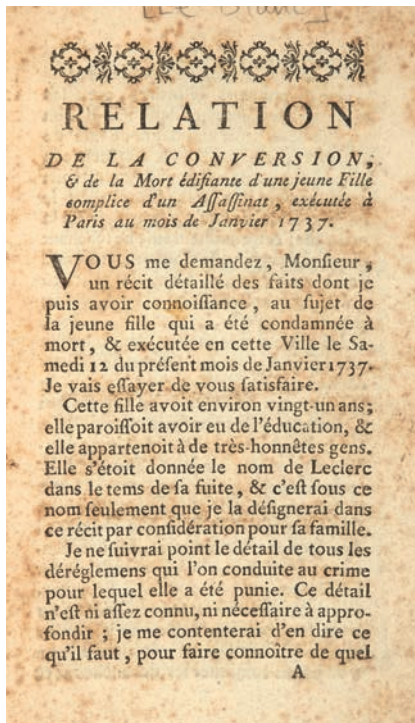 [Le Blanc]
RELATION
DE LA CONVERSION,
& de la Mort édifiante d'une jeune Fille
complice d'un Assassinat, exécutée à
Paris au mois de Janvier 1737.
VOUS me demandez, Monsieur,
un récit détaillé des faits dont je
puis avoir connoissance, au sujet de
la jeune fille qui a été condamnée à
mort, & exécutée en cette Ville le Sa-
medi 12 du présent mois de Janvier 1737.
Je vais essayer de vous satisfaire.
Cette fille avoit environ vingt-un ans;
elle paroissoit avoir eu de l'éducation, &
elle appartenoit à de très-honnêtes gens.
Elle s'étoit donnée le nom de Leclerc
dans le tems de sa fuite, & c'est sous ce
nom seulement que je la désignerai dans
ce récit par considération pour sa famille.
Je ne suivrai point le détail de tous les
déréglemens qui l'on conduite au crime
pour lequel elle a été punie. Ce détail
n'est ni assez connu, ni nécessaire à appro-
fondir ; je me contenterai d'en dire ce
qu'il faut, pour faire connoître de quel
A